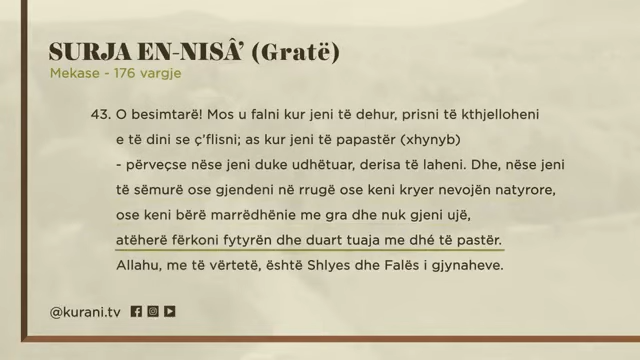 SURJA EN-NISÂ’ (Gratë)
Mekase - 176 vargje
43. O besimtarë! Mos u falni kur jeni të dehur, prisni të kthjelloheni
e të dini se ç’flisni; as kur jeni të papastër (xhynyb)
- përveçse nëse jeni duke udhëtuar, derisa të laheni. Dhe, nëse jeni
të sëmurë ose gjendeni në rrugë ose keni kryer nevojën natyrore,
ose keni bërë marrëdhënie me gra dhe nuk gjeni ujë,
atëherë fërkoni fytyrën dhe duart tuaja me dhé të pastër.
Allahu, me të vërtetë, është Shlyes dhe Falës i gjynaheve.
@kurani.tv